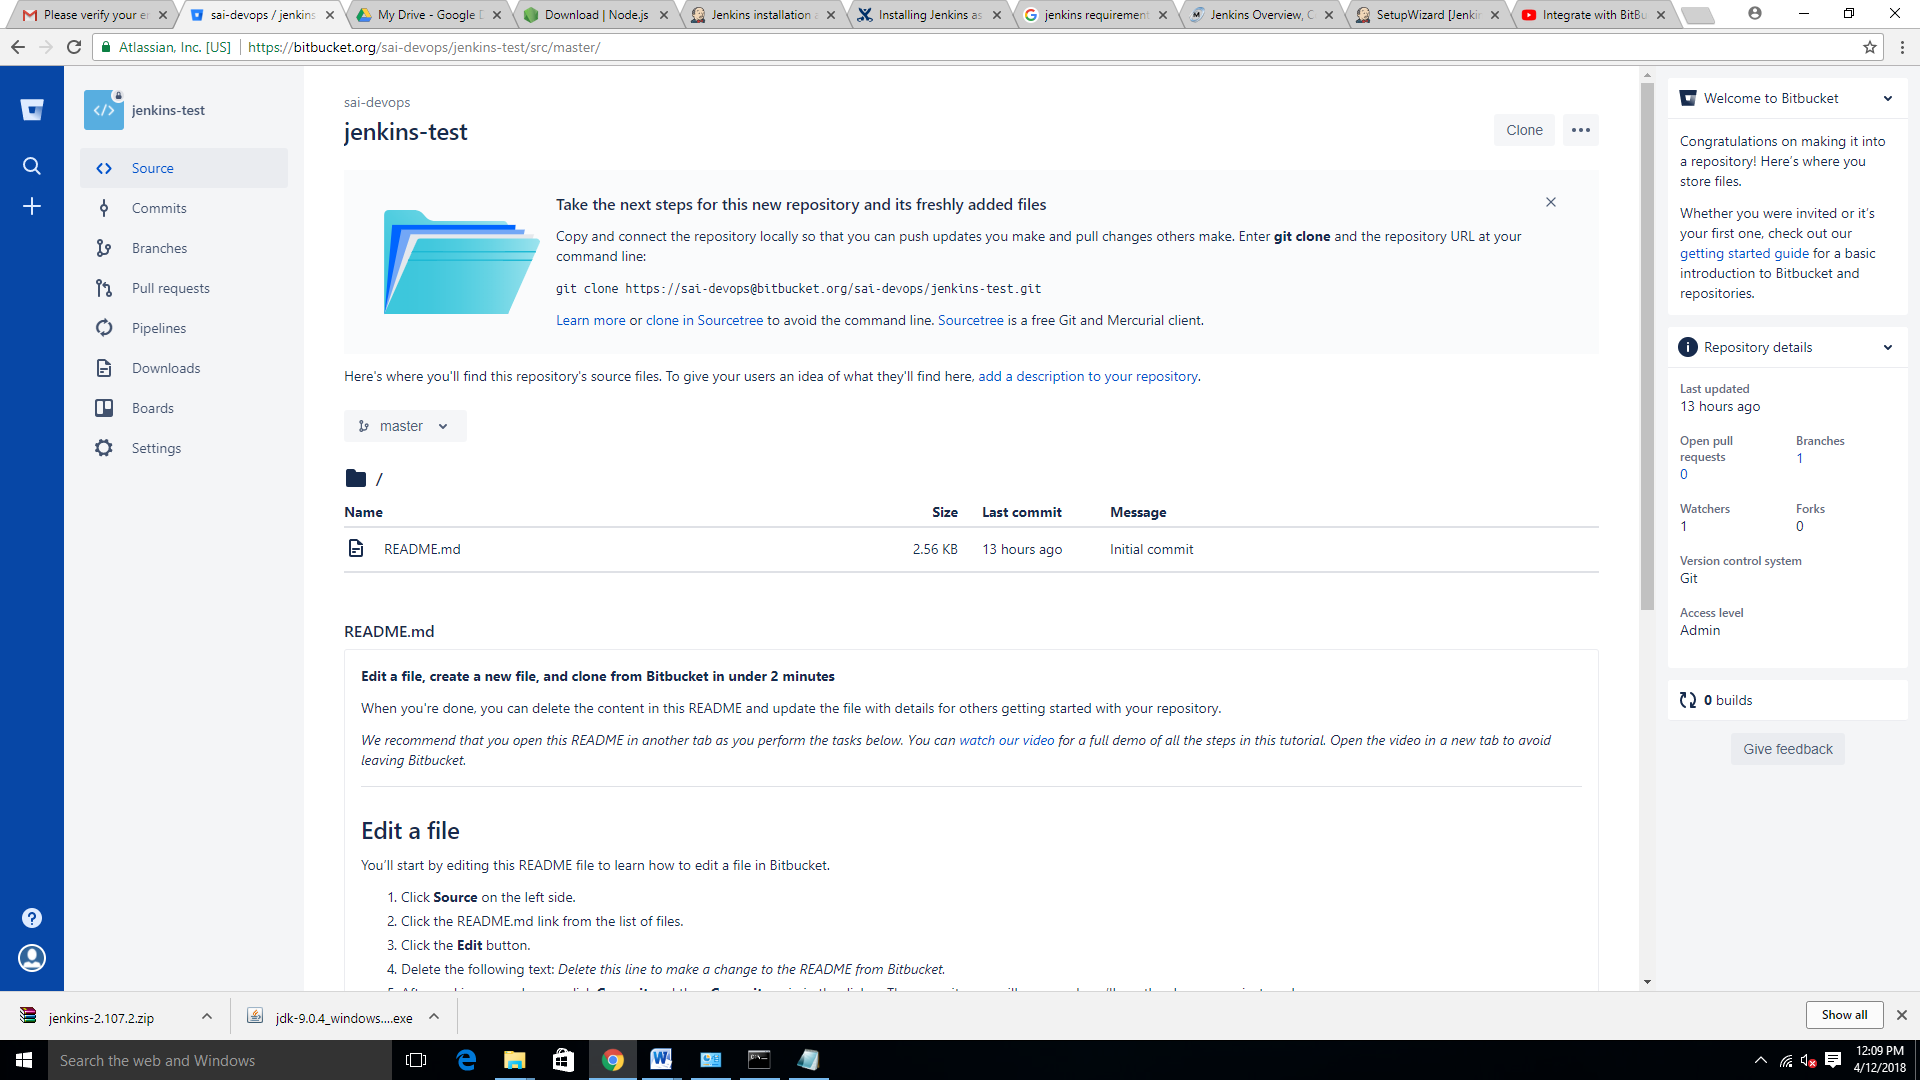 Please verify your e
sai-devops / jenkins
My Drive - Google D
Download | Node.js
Jenkins installation a
Installing Jenkins as
jenkins requirement
Jenkins Overview, C
SetupWizard [Jenkin
Integrate with BitBu
Atlassian, Inc. [US]
https://bitbucket.org/sai-devops/jenkins-test/src/master/
jenkins-test
Source
Commits
Branches
Pull requests
Pipelines
Downloads
Boards
Settings
sai-devops
jenkins-test
Clone
Take the next steps for this new repository and its freshly added files
Copy and connect the repository locally so that you can push updates you make and pull changes others make. Enter git clone and the repository URL at your
command line:
git clone https://sai-devops@bitbucket.org/sai-devops/jenkins-test.git
Learn more or clone in Sourcetree to avoid the command line. Sourcetree is a free Git and Mercurial client.
Here's where you'll find this repository's source files. To give your users an idea of what they'll find here, add a description to your repository.
master
/
Name Size Last commit Message
README.md 2.56 KB 13 hours ago Initial commit
README.md
Edit a file, create a new file, and clone from Bitbucket in under 2 minutes
When you're done, you can delete the content in this README and update the file with details for others getting started with your repository.
We recommend that you open this README in another tab as you perform the tasks below. You can watch our video for a full demo of all the steps in this tutorial. Open the video in a new tab to avoid
leaving Bitbucket.
Edit a file
You'll start by editing this README file to learn how to edit a file in Bitbucket.
1. Click Source on the left side.
2. Click the README.md link from the list of files.
3. Click the Edit button.
4. Delete the following text: Delete this line to make a change to the README from Bitbucket.
Welcome to Bitbucket
Congratulations on making it into
a repository! Here's where you
store files.
Whether you were invited or it's
your first one, check out our
getting started guide for a basic
introduction to Bitbucket and
repositories.
Repository details
Last updated
13 hours ago
Open pull
requests
0
Branches
1
Watchers
1
Forks
0
Version control system
Git
Access level
Admin
0 builds
Give feedback
jenkins-2.107.2.zip
jdk-9.0.4_windows....exe
Show all
Search the web and Windows
12:09 PM
4/12/2018